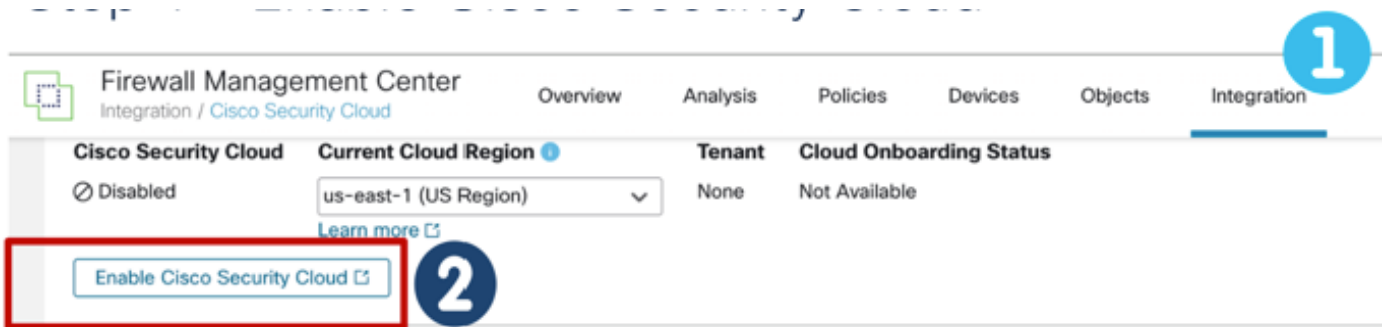 Firewall Management Center
Integration / Cisco Security Cloud
Overview Analysis Policies Devices Objects Integration
1
Cisco Security Cloud Current Cloud Region Tenant Cloud Onboarding Status
Disabled us-east-1 (US Region) None Not Available
Learn more
Enable Cisco Security Cloud
2